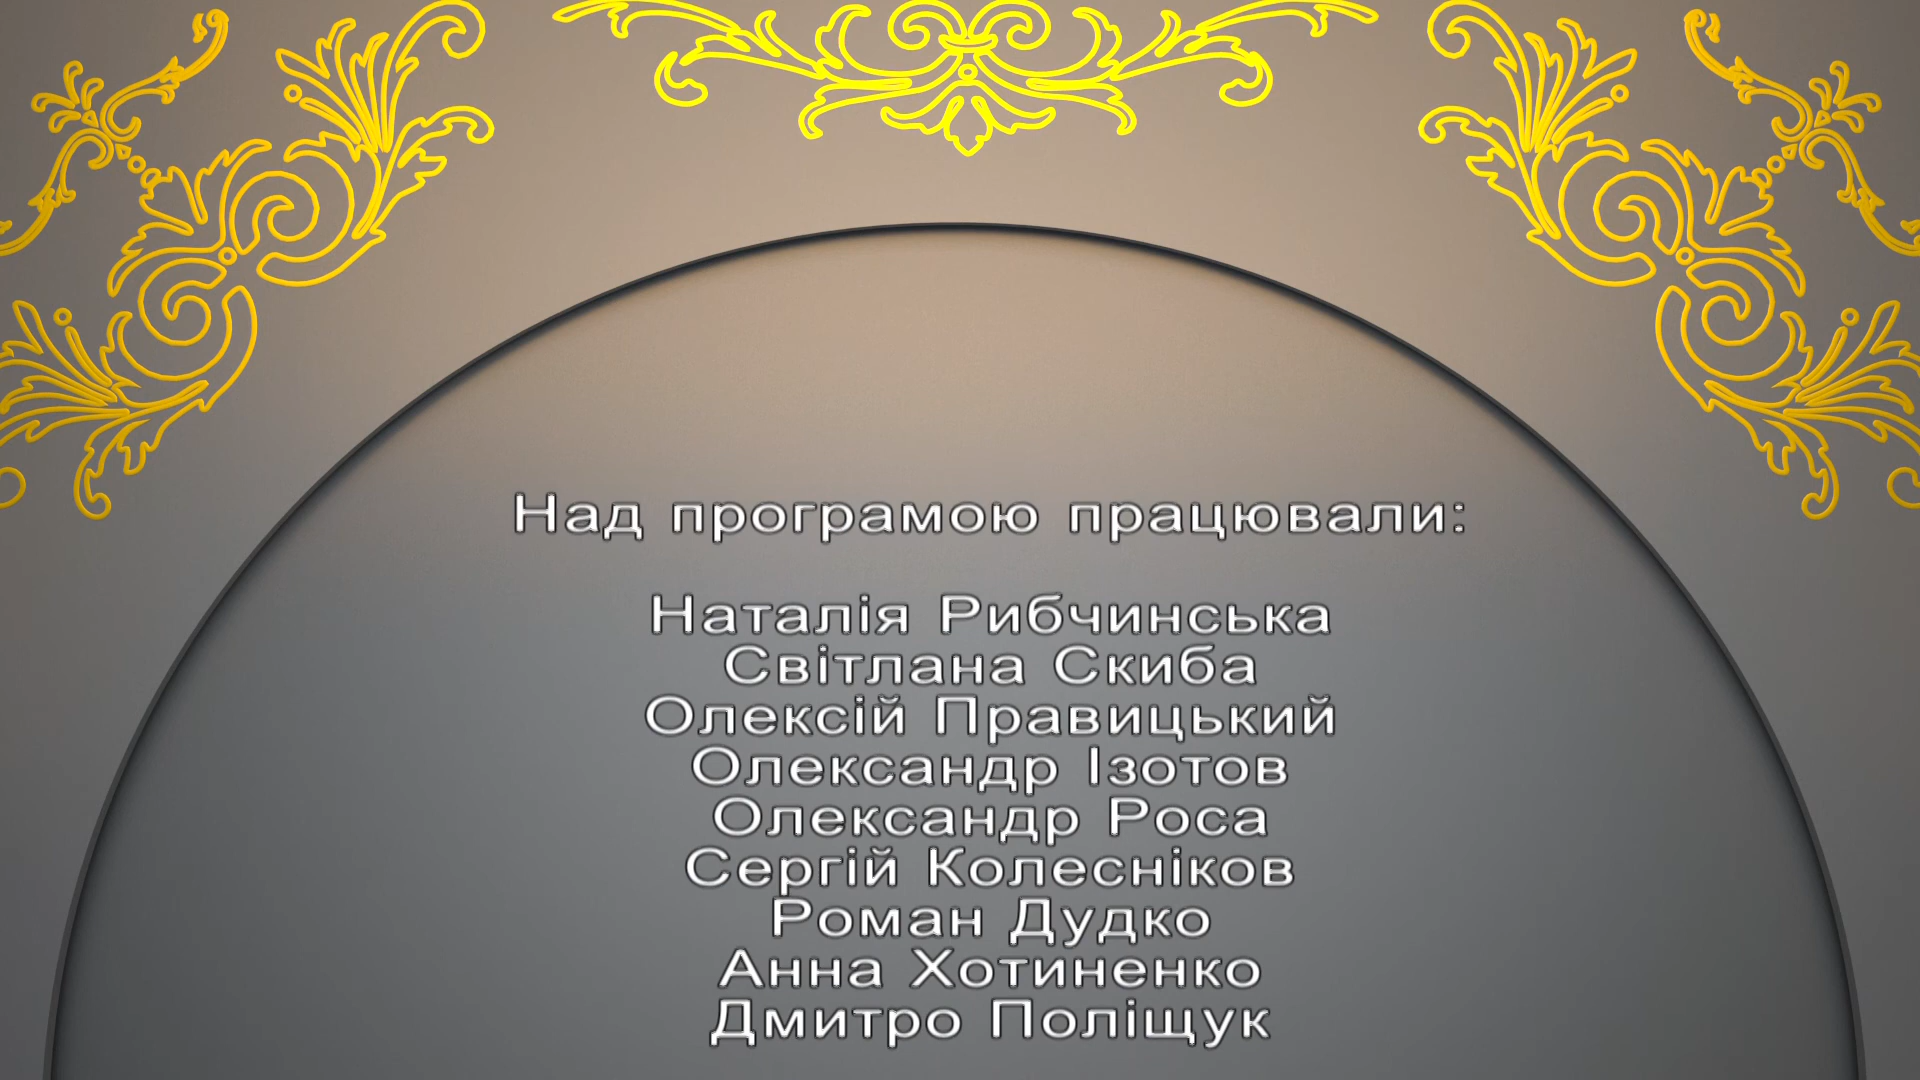 Над програмою працювали:
Наталія Рибчинська
Світлана Скиба
Олексій Правицький
Олександр Ізотов
Олександр Роса
Сергій Колесніков
Роман Дудко
Анна Хотиненко
Дмитро Поліщук